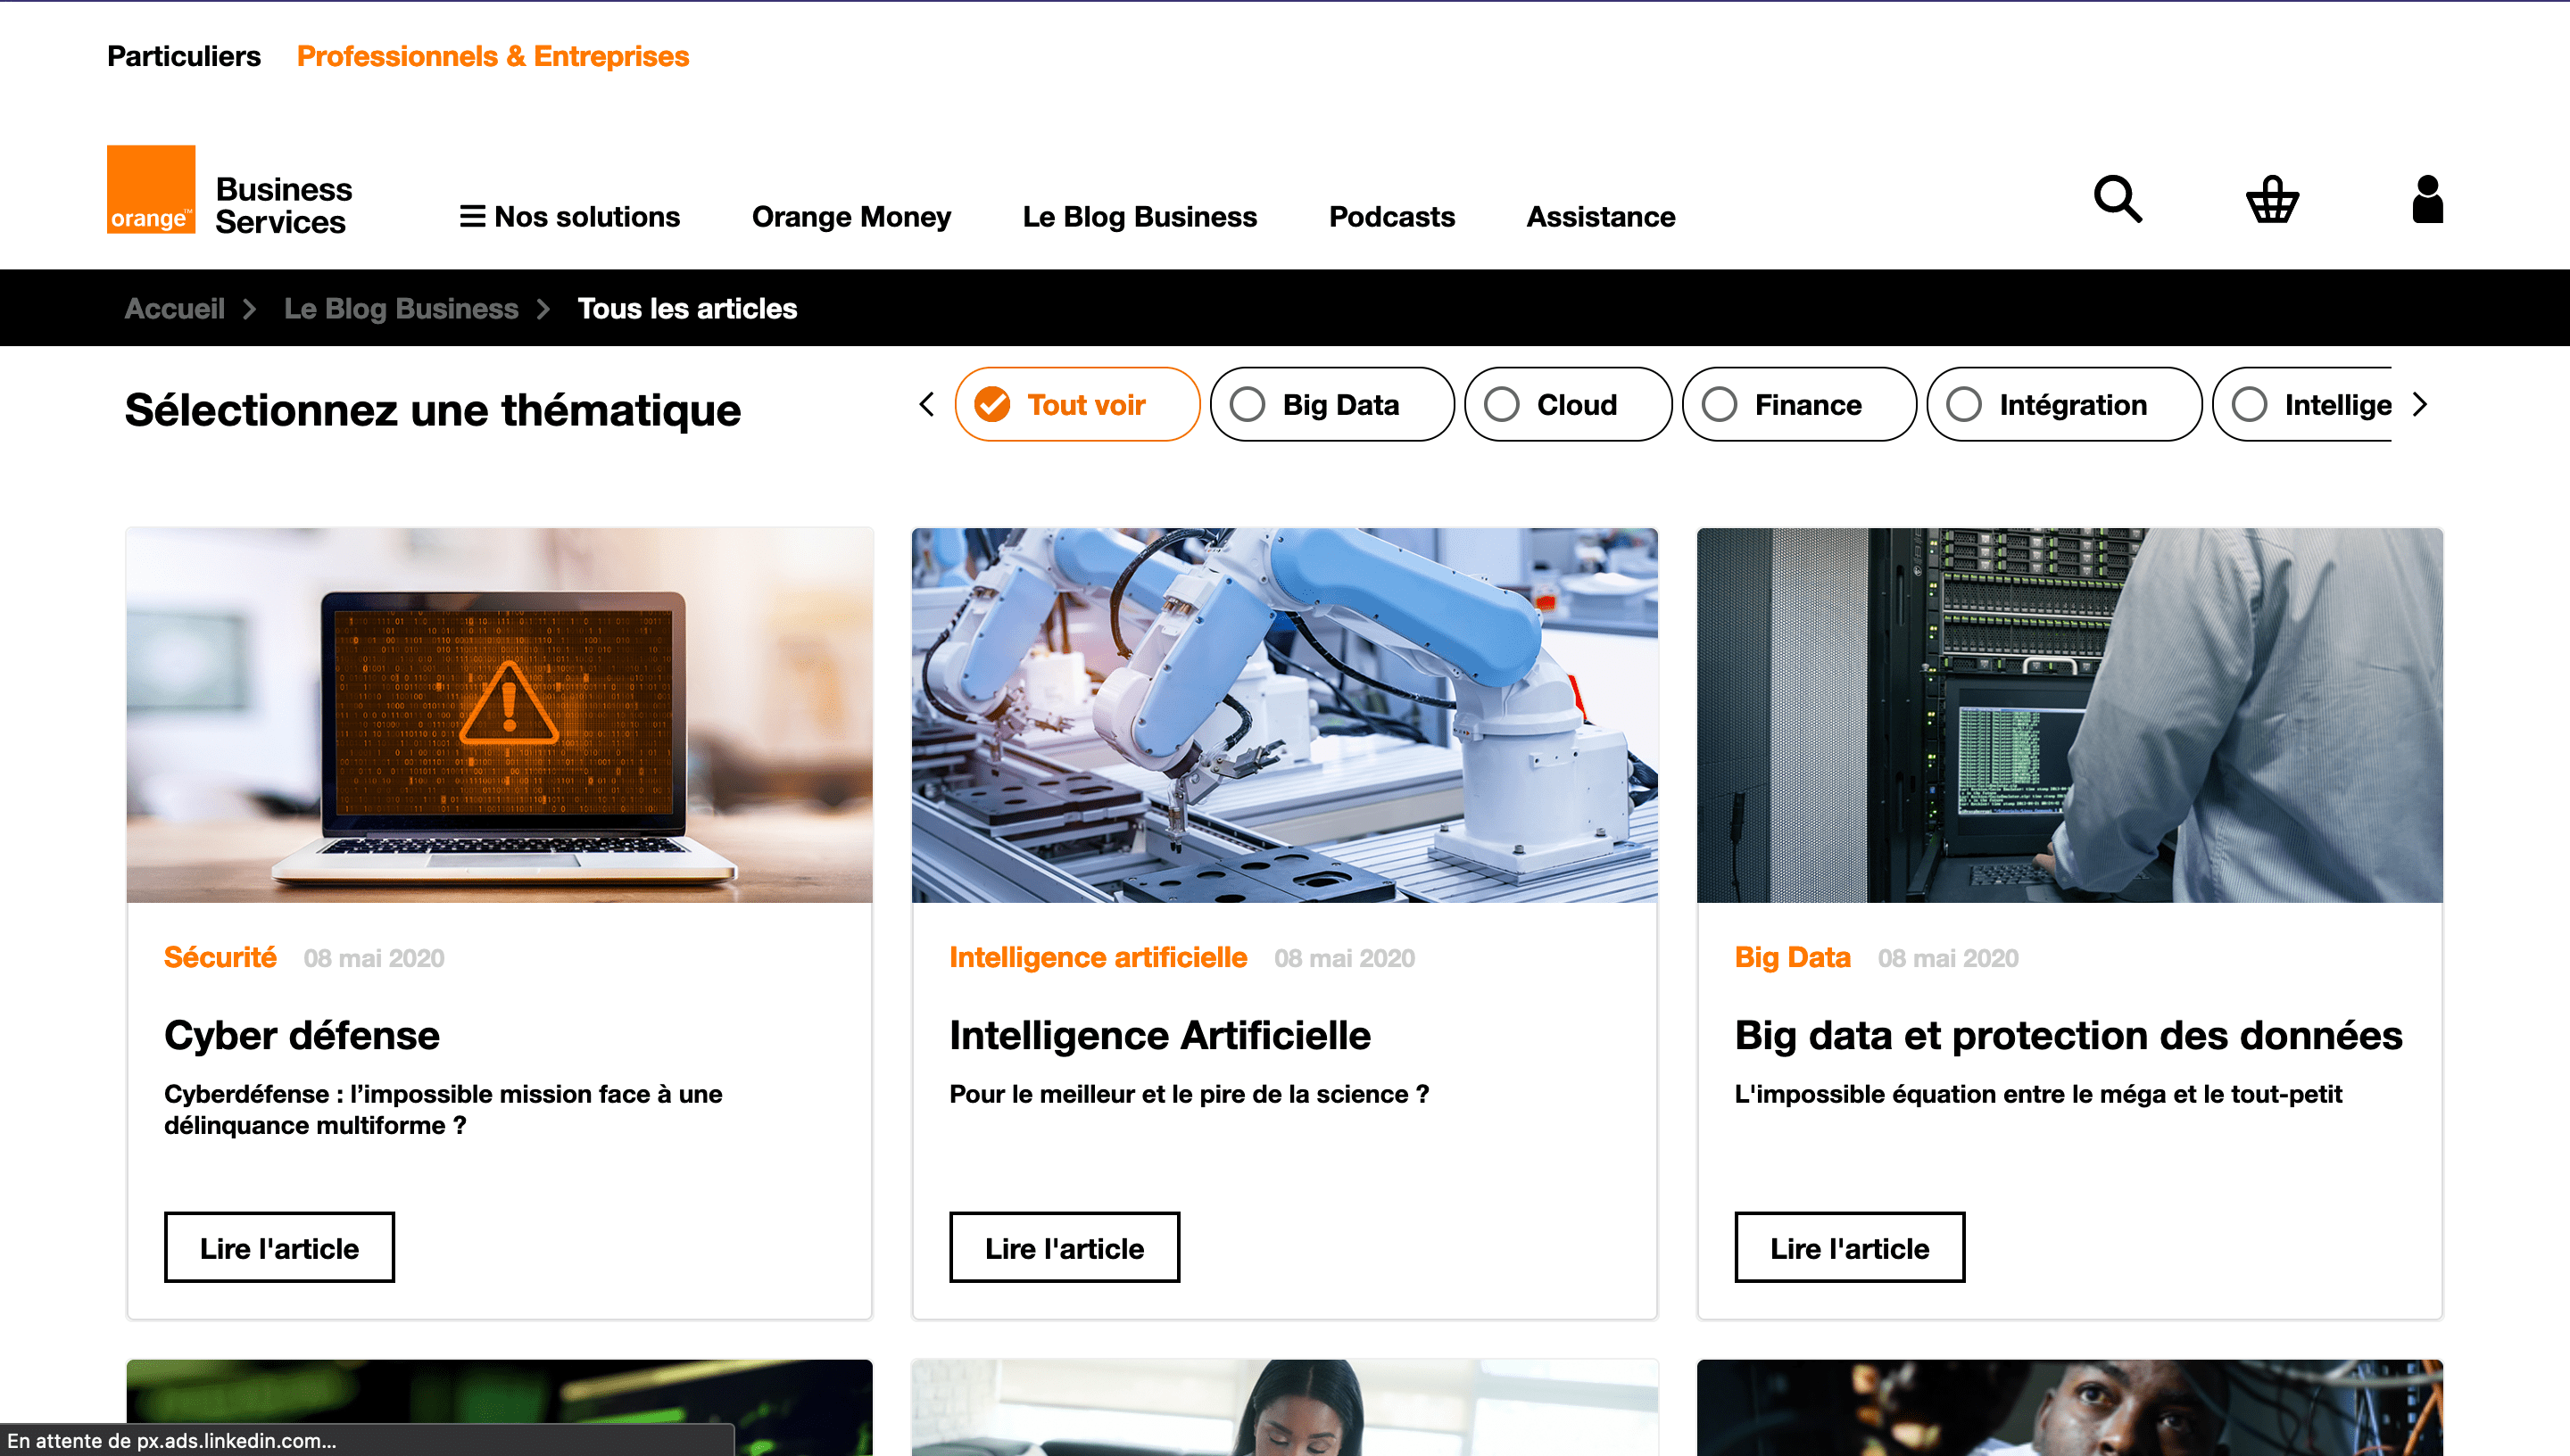 Particuliers Professionnels & Entreprises
orange™
Business
Services
Nos solutions Orange Money Le Blog Business Podcasts Assistance
Accueil Le Blog Business Tous les articles
Sélectionnez une thématique
Tout voir Big Data Cloud Finance Intégration Intellige
Sécurité 08 mai 2020
Cyber défense
Cyberdéfense : l’impossible mission face à une
délinquance multiforme ?
Lire l'article
Intelligence artificielle 08 mai 2020
Intelligence Artificielle
Pour le meilleur et le pire de la science ?
Lire l'article
Big Data 08 mai 2020
Big data et protection des données
L'impossible équation entre le méga et le tout-petit
Lire l'article
En attente de px.ads.linkedin.com...